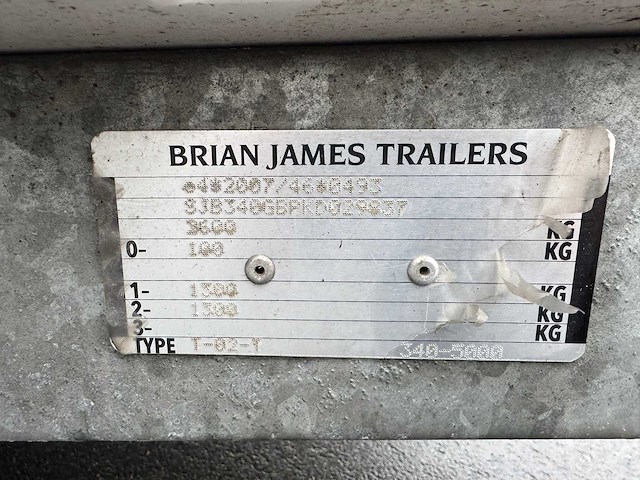 BRIAN JAMES TRAILERS
e4*2007/46*0493
3600 KG
0- 100 KG
1- 1300 KG
2- 1300 KG
3- KG
TYPE T-02-T 340-5000